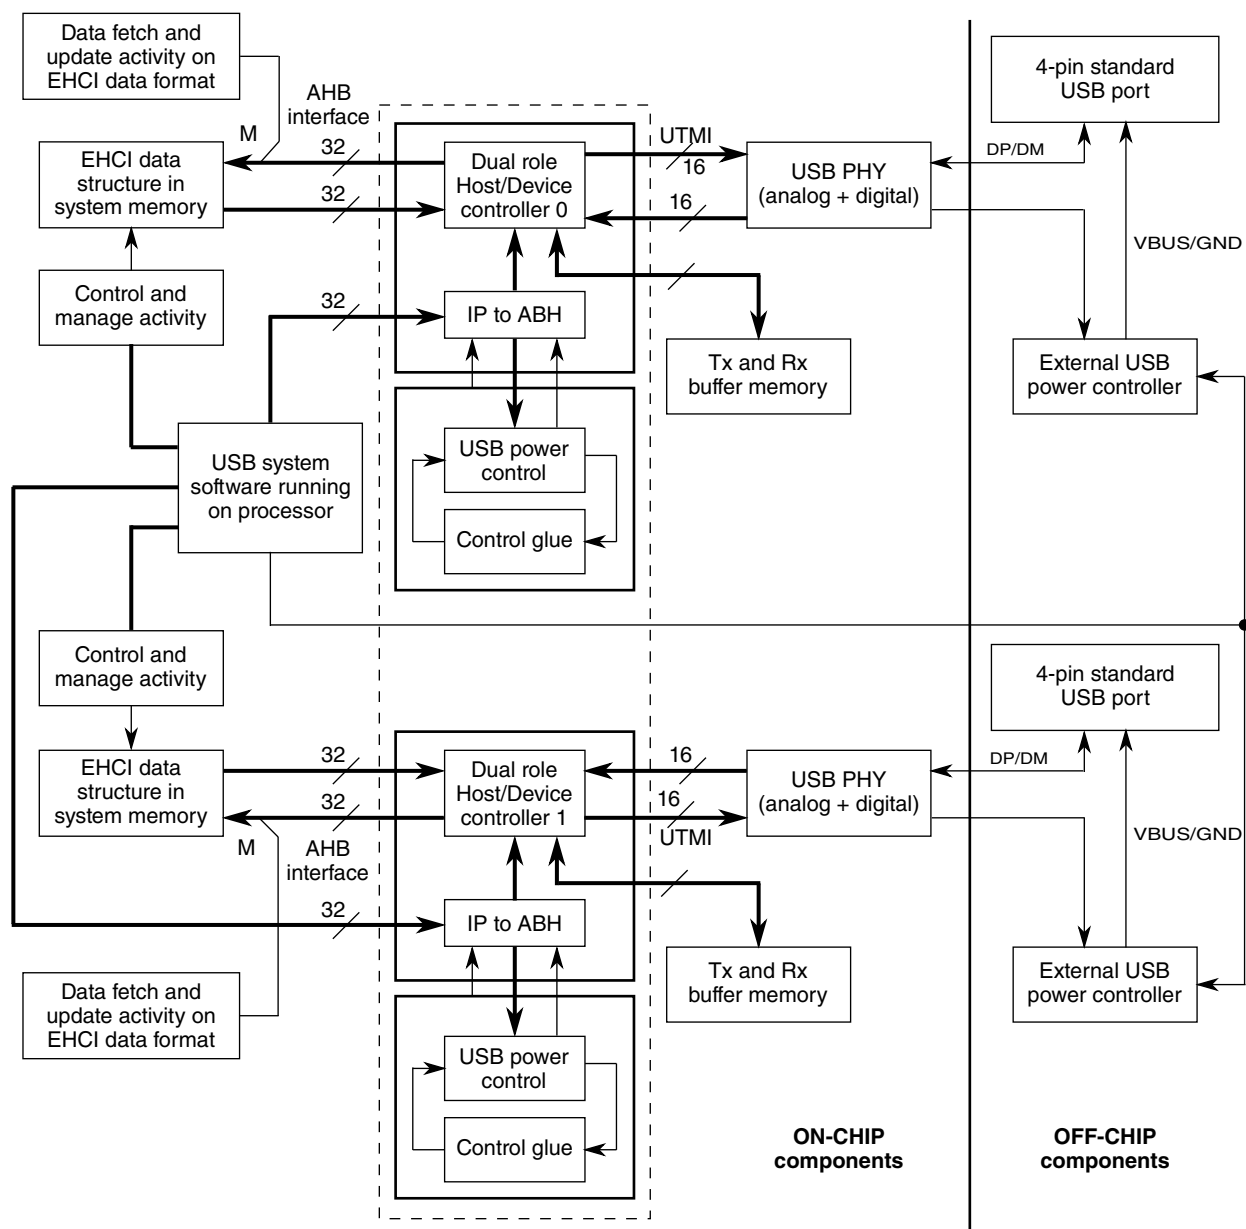 Data fetch and
update activity on
EHCI data format
AHB
interface
M
32
EHCI data
structure in
system memory
32
Dual role
Host/Device
controller 0
UTMI
16
16
USB PHY
(analog + digital)
DP/DM
4-pin standard
USB port
VBUS/GND
Control and
manage activity
32
IP to ABH
Tx and Rx
buffer memory
External USB
power controller
USB system
software running
on processor
USB power
control
Control glue
Control and
manage activity
4-pin standard
USB port
EHCI data
structure in
system memory
32
32
M
AHB
interface
Dual role
Host/Device
controller 1
16
16
UTMI
USB PHY
(analog + digital)
DP/DM
VBUS/GND
32
IP to ABH
Tx and Rx
buffer memory
External USB
power controller
Data fetch and
update activity on
EHCI data format
USB power
control
Control glue
ON-CHIP
components
OFF-CHIP
components